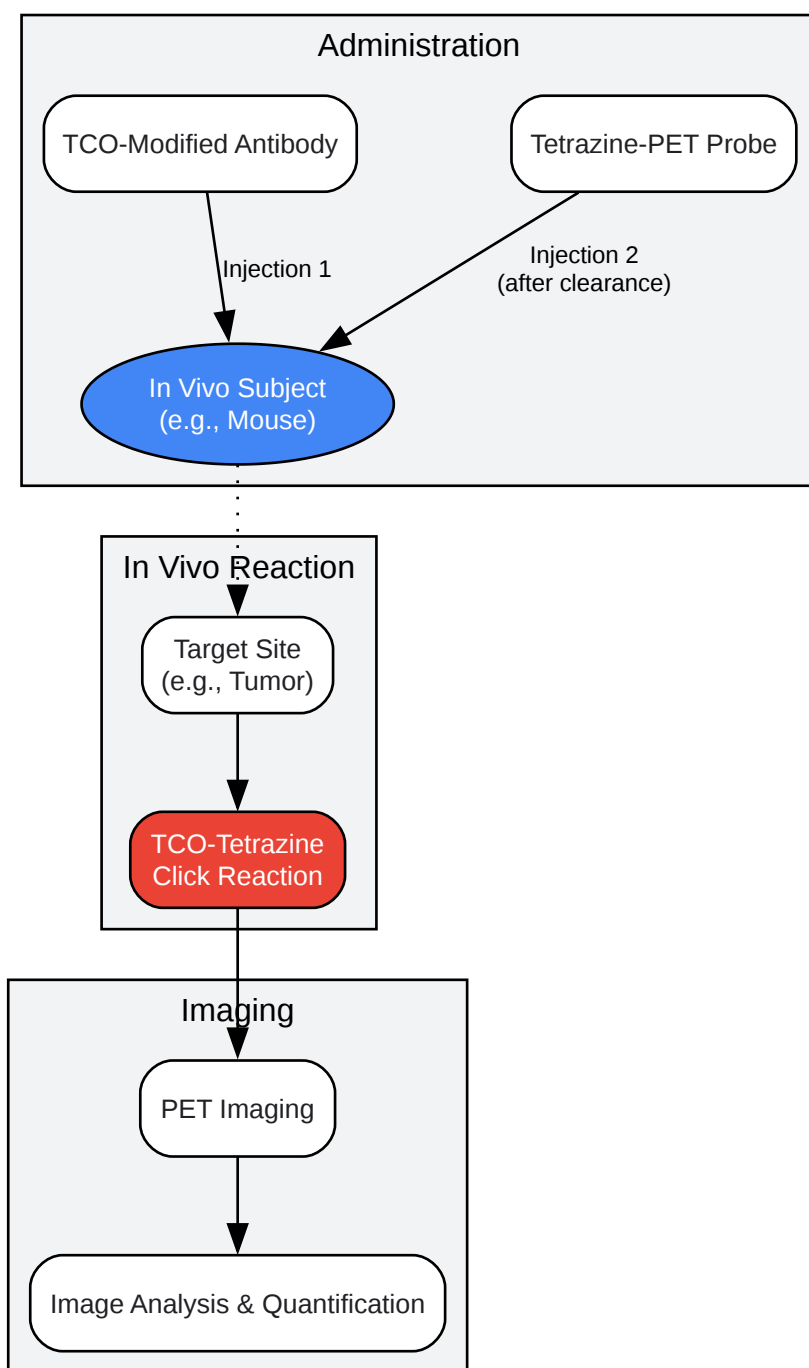 Administration
TCO-Modified Antibody
Tetrazine-PET Probe
Injection 1
Injection 2
(after clearance)
In Vivo Subject
(e.g., Mouse)
In Vivo Reaction
Target Site
(e.g., Tumor)
TCO-Tetrazine
Click Reaction
Imaging
PET Imaging
Image Analysis & Quantification